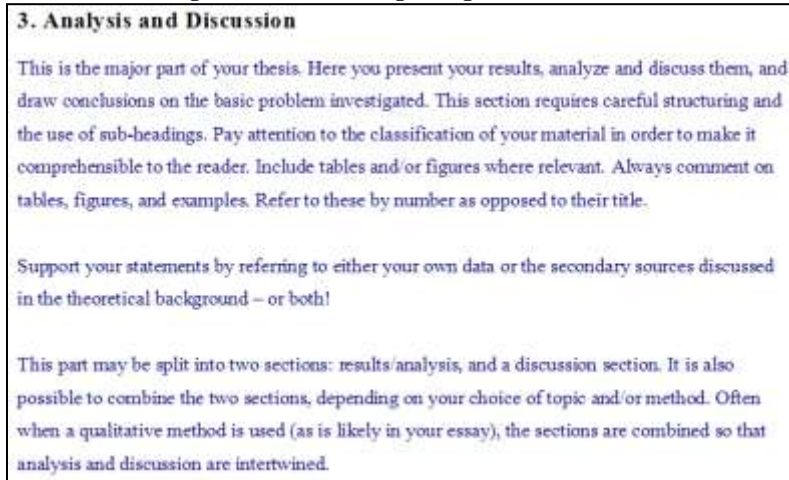 3. Analysis and Discussion
This is the major part of your thesis. Here you present your results, analyze and discuss them, and
draw conclusions on the basic problem investigated. This section requires careful structuring and
the use of sub-headings. Pay attention to the classification of your material in order to make it
comprehensible to the reader. Include tables and/or figures where relevant. Always comment on
tables, figures, and examples. Refer to these by number as opposed to their title.
Support your statements by referring to either your own data or the secondary sources discussed
in the theoretical background – or both!
This part may be split into two sections: results/analysis, and a discussion section. It is also
possible to combine the two sections, depending on your choice of topic and/or method. Often
when a qualitative method is used (as is likely in your essay), the sections are combined so that
analysis and discussion are intertwined.